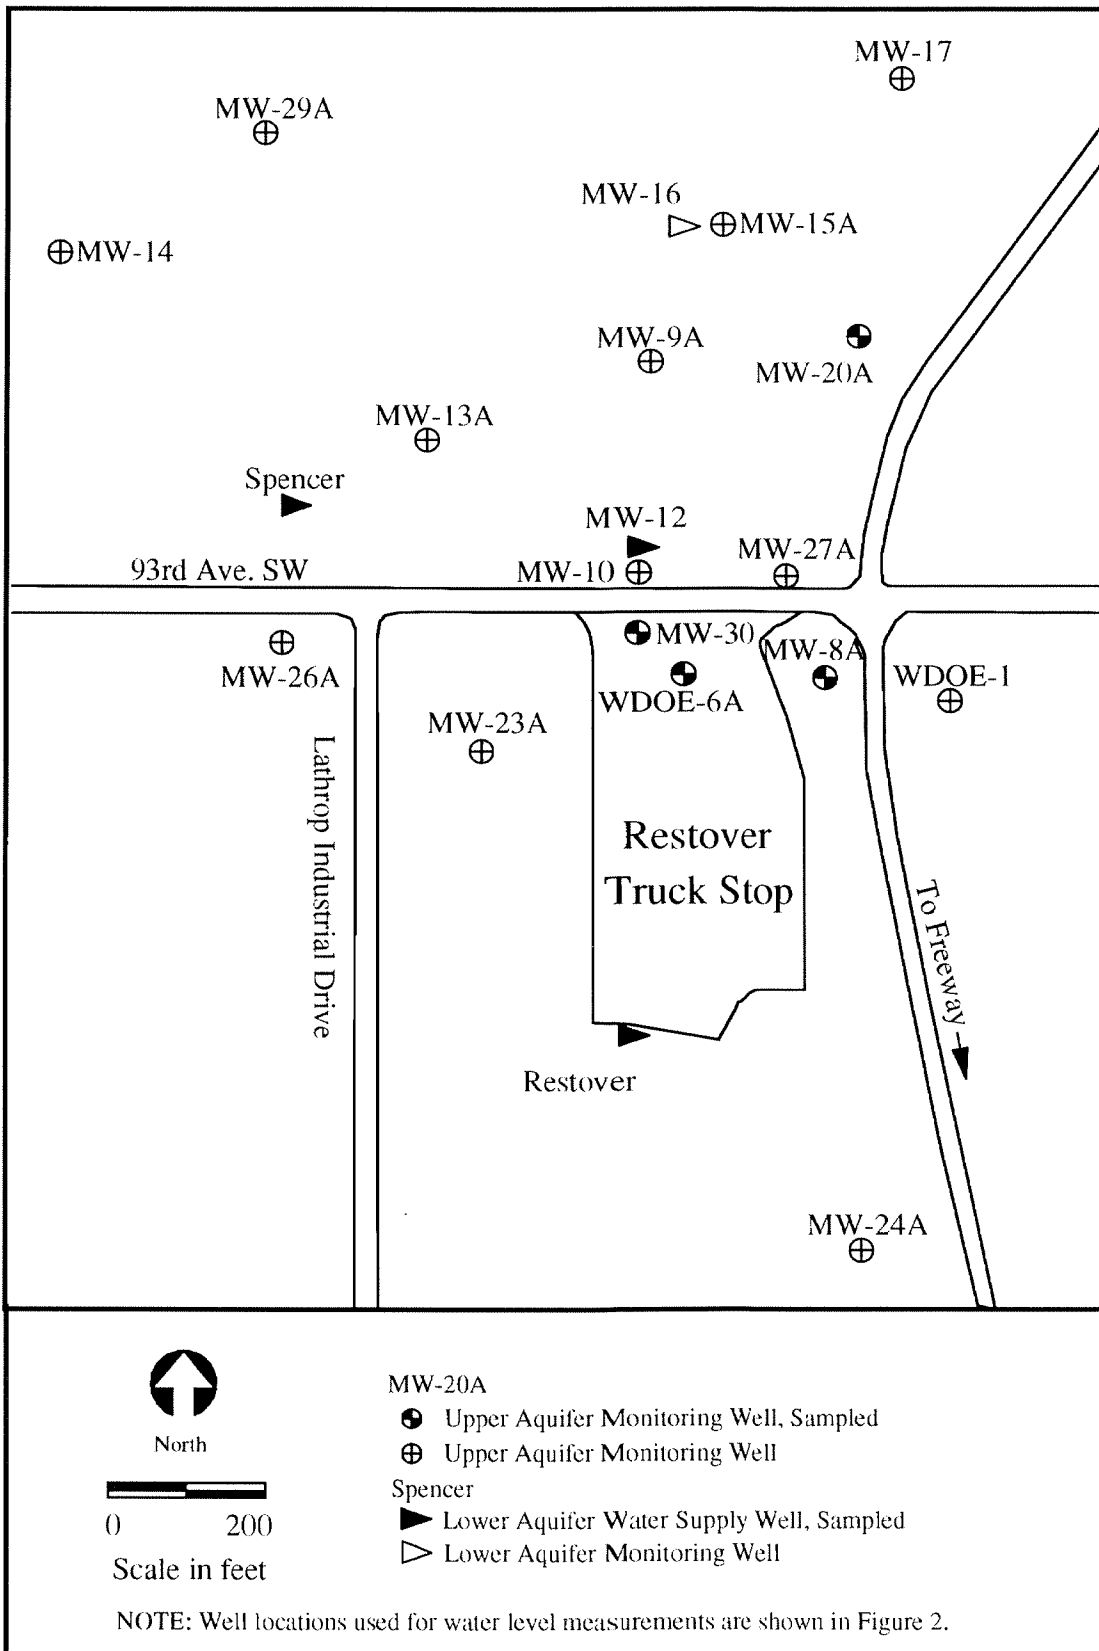 MW-17
MW-29A
MW-16
MW-15A
MW-14
MW-9A
MW-20A
MW-13A
Spencer
MW-12
MW-27A
93rd Ave. SW
MW-10
MW-30
MW-8A
MW-26A
WDOE-6A
WDOE-1
MW-23A
Lathrop Industrial Drive
Restover
Truck Stop
To Freeway
Restover
MW-24A
MW-20A
Upper Aquifer Monitoring Well, Sampled
North
Upper Aquifer Monitoring Well
Spencer
0 200
Lower Aquifer Water Supply Well, Sampled
Lower Aquifer Monitoring Well
Scale in feet
NOTE: Well locations used for water level measurements are shown in Figure 2.